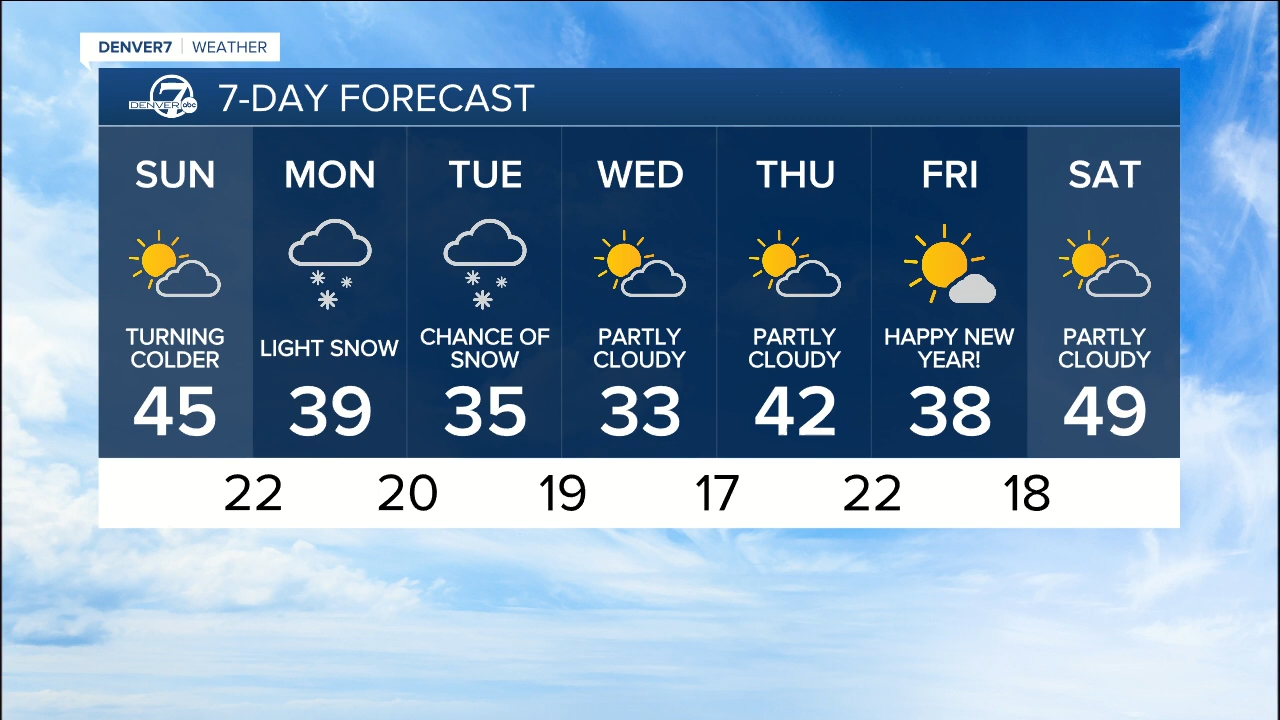 DENVER7 | WEATHER
7 DENVER abc
7-DAY FORECAST
SUN MON TUE WED THU FRI SAT
TURNING COLDER LIGHT SNOW CHANCE OF SNOW PARTLY CLOUDY PARTLY CLOUDY HAPPY NEW YEAR! PARTLY CLOUDY
45 39 35 33 42 38 49
22 20 19 17 22 18